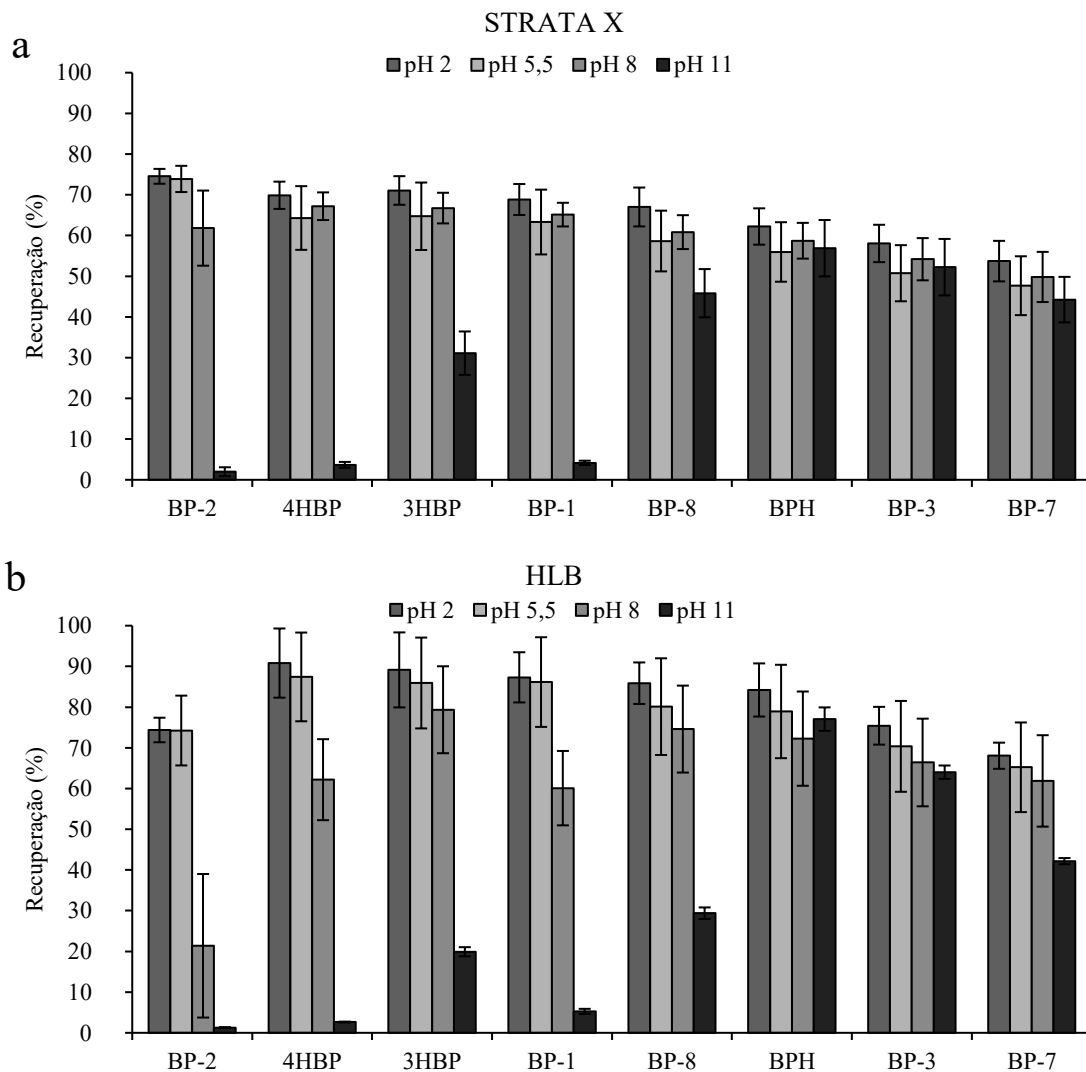 a
STRATA X
pH 2 pH 5,5 pH 8 pH 11
Recuperação (%)
100
90
80
70
60
50
40
30
20
10
0
BP-2 4HBP 3HBP BP-1 BP-8 BPH BP-3 BP-7
b
HLB
pH 2 pH 5,5 pH 8 pH 11
Recuperação (%)
100
90
80
70
60
50
40
30
20
10
0
BP-2 4HBP 3HBP BP-1 BP-8 BPH BP-3 BP-7